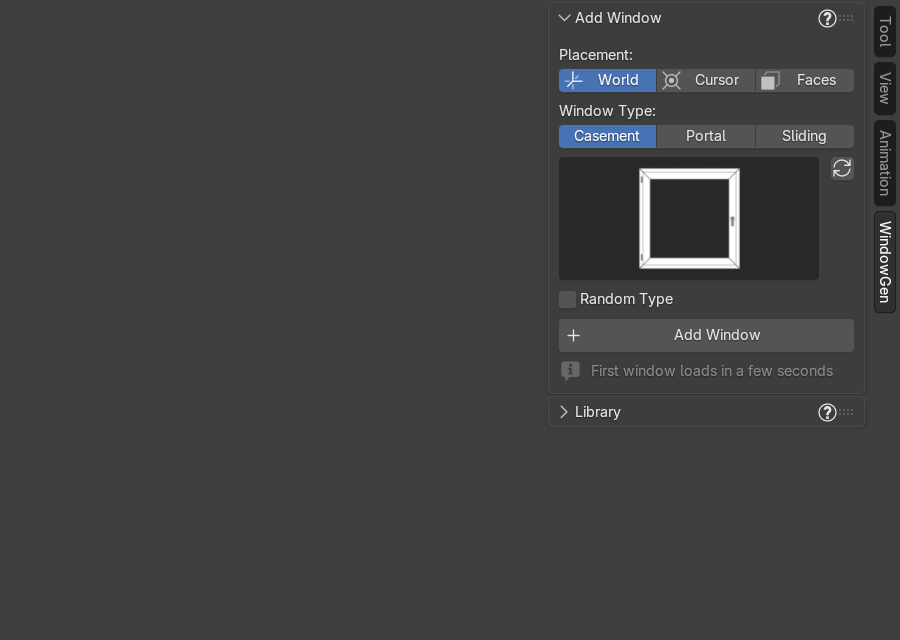 Add Window
Placement:
World Cursor Faces
Window Type:
Casement Portal Sliding
Random Type
Add Window
First window loads in a few seconds
Library
Tool
View
Animation
WindowGen